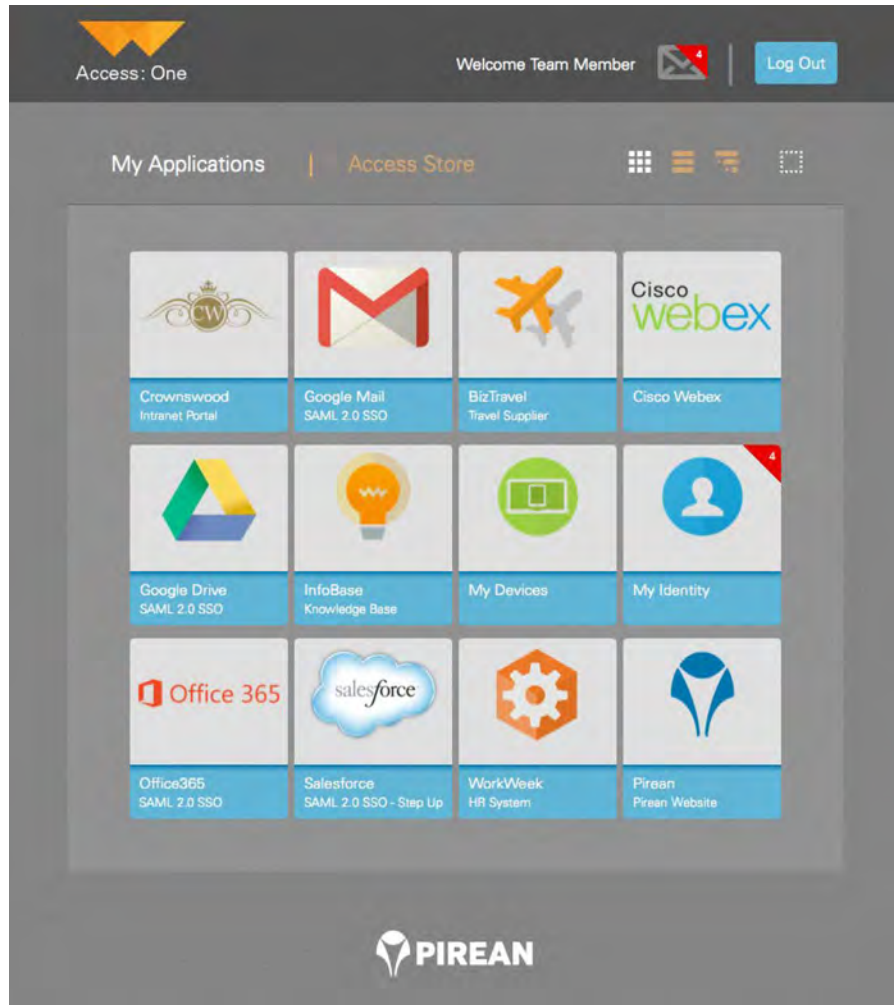 Access: One
Welcome Team Member
4
Log Out
My Applications
Access Store
CW
Cisco
webex
Crownswood
Intranet Portal
Google Mail
SAML 2.0 SSO
BizTravel
Travel Supplier
Cisco Webex
4
Google Drive
SAML 2.0 SSO
InfoBase
Knowledge Base
My Devices
My Identity
Office 365
salesforce
Office365
SAML 2.0 SSO
Salesforce
SAML 2.0 SSO - Step Up
WorkWeek
HR System
Pirean
Pirean Website
PIREAN